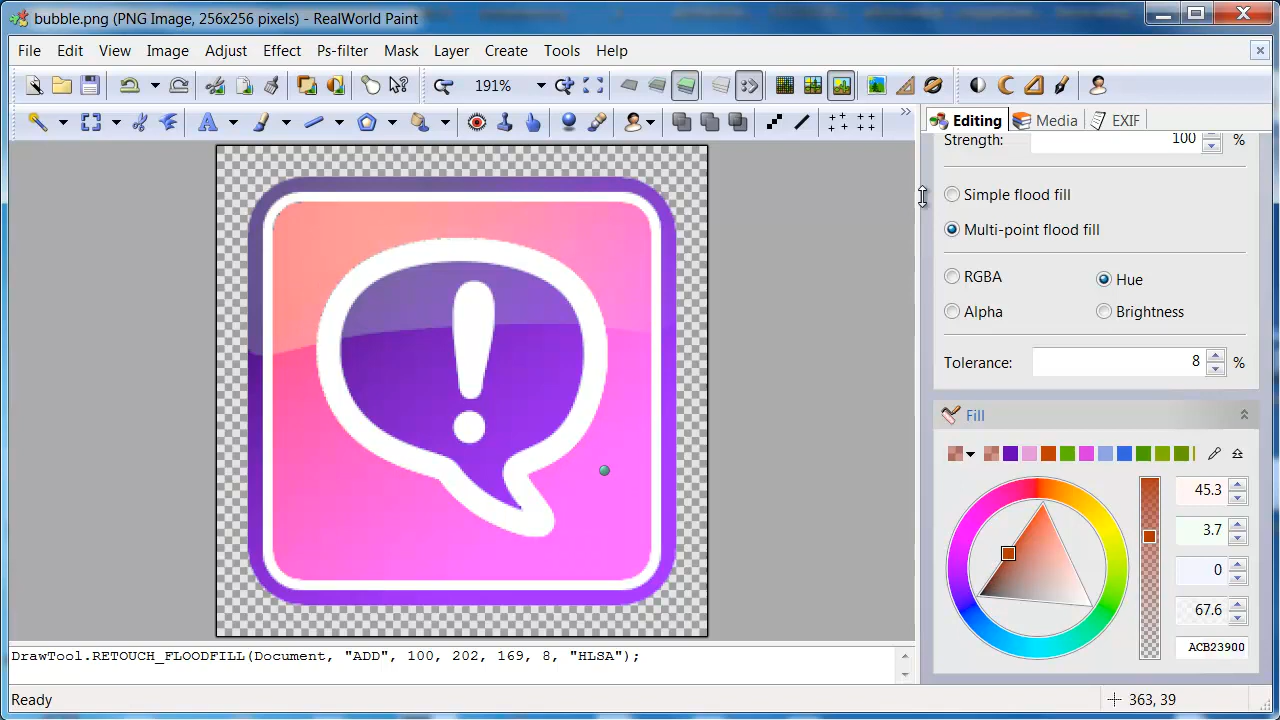 bubble.png (PNG Image, 256x256 pixels) - RealWorld Paint
File Edit View Image Adjust Effect Ps-filter Mask Layer Create Tools Help
191%
Editing Media EXIF
Strength: 100 %
Simple flood fill
Multi-point flood fill
RGBA Hue
Alpha Brightness
Tolerance: 8 %
Fill
45.3
3.7
0
67.6
ACB23900
DrawTool.RETOUCH_FLOODFILL(Document, "ADD", 100, 202, 169, 8, "HLSA");
Ready 363, 39